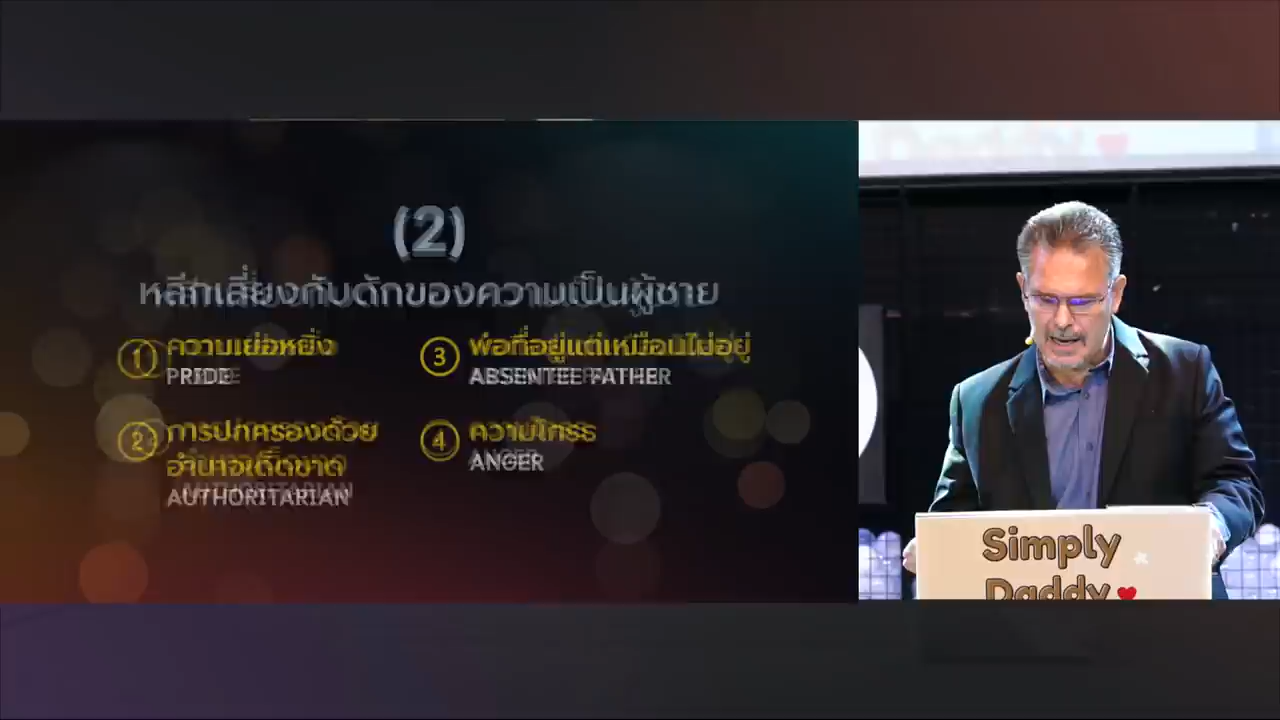 (2)
หลีกเลี่ยงกับดักของความเป็นผู้ชาย
1 ความเย่อหยิ่ง
PRIDE
2 การปกครองด้วย
อำนาจเด็ดขาด
AUTHORITARIAN
3 พ่อที่อยู่แต่เหมือนไม่อยู่
ABSENTEE FATHER
4 ความโกรธ
ANGER
Simply
Daddy